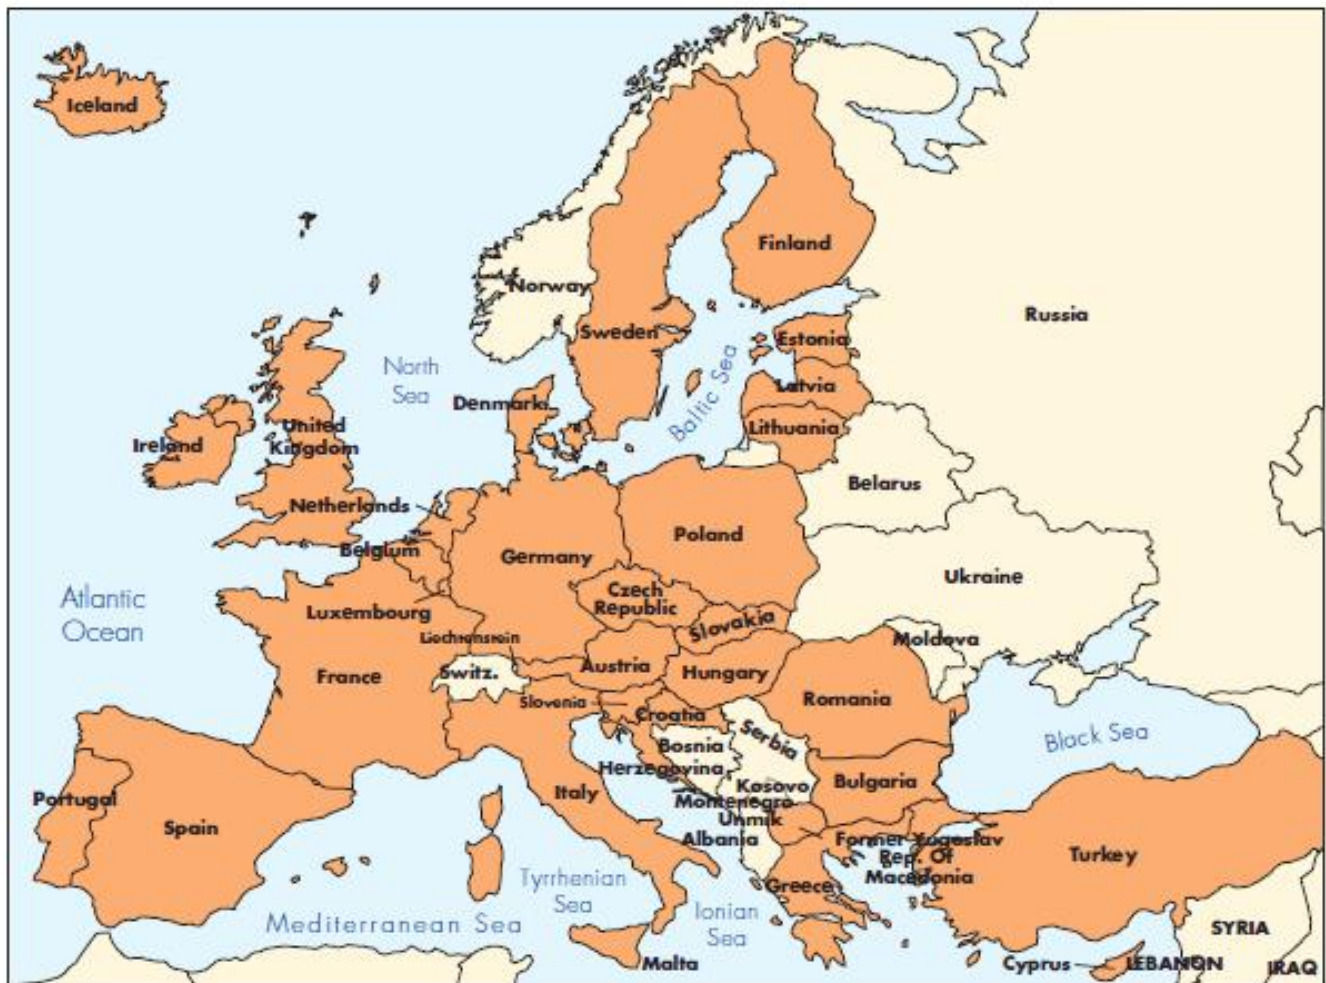 Iceland
Finland
Norway
Russia
Sweden
Estonia
North
Sea
Baltic Sea
Latvia
Denmark
Lithuania
United
Kingdom
Ireland
Belarus
Netherlands
Poland
Belgium
Germany
Ukraine
Czech
Republic
Atlantic
Ocean
Luxembourg
Slovakia
Liechtenstein
Moldova
Austria
Switz.
France
Hungary
Romania
Slovenia
Croatia
Serbia
Black Sea
Bosnia
Herzegovina
Bulgaria
Kosovo
Italy
Portugal
Montenegro
Unmik
Spain
Albania
Former Yugoslav
Rep. Of
Macedonia
Turkey
Tyrrhenian
Sea
Greece
Ionian
Sea
Mediterranean Sea
SYRIA
Malta
Cyprus
LEBANON
IRAQ